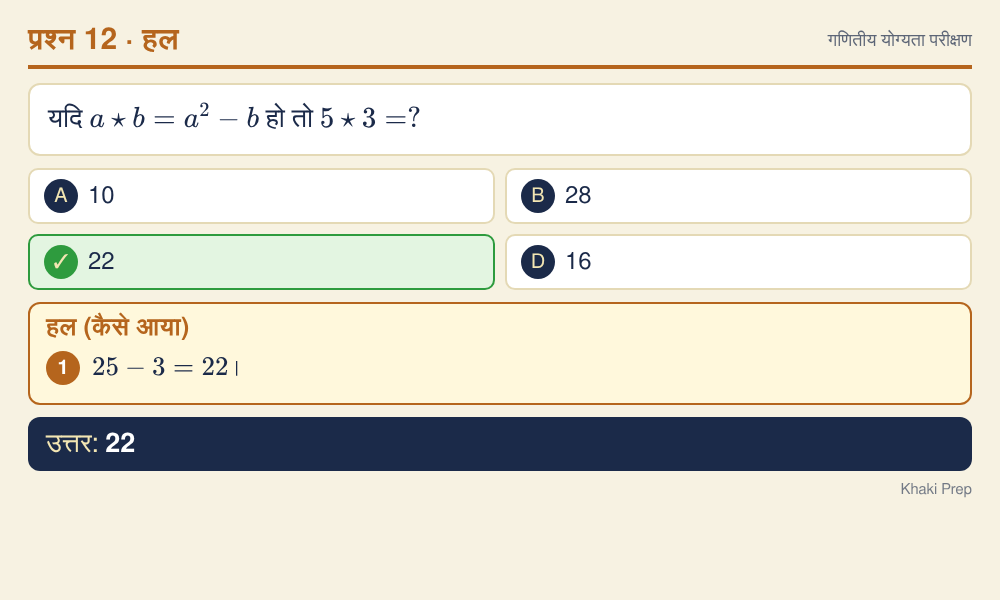 प्रश्न 12 · हल
गणितीय योग्यता परीक्षण
यदि a ⋆ b = a² − b हो तो 5 ⋆ 3 =?
A 10
B 28
✓ 22
D 16
हल (कैसे आया)
1 25 − 3 = 22।
उत्तर: 22
Khaki Prep